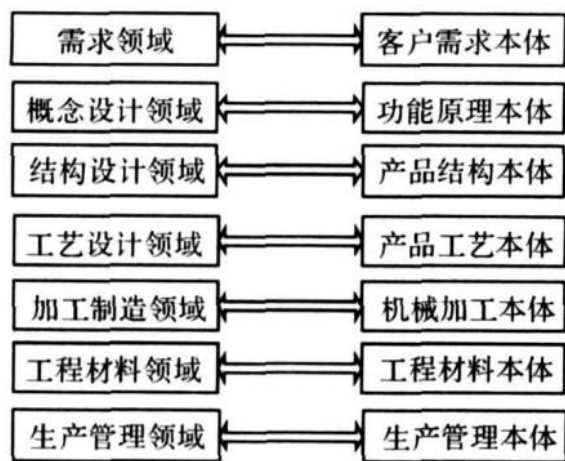 需求领域 客户需求本体
概念设计领域 功能原理本体
结构设计领域 产品结构本体
工艺设计领域 产品工艺本体
加工制造领域 机械加工本体
工程材料领域 工程材料本体
生产管理领域 生产管理本体